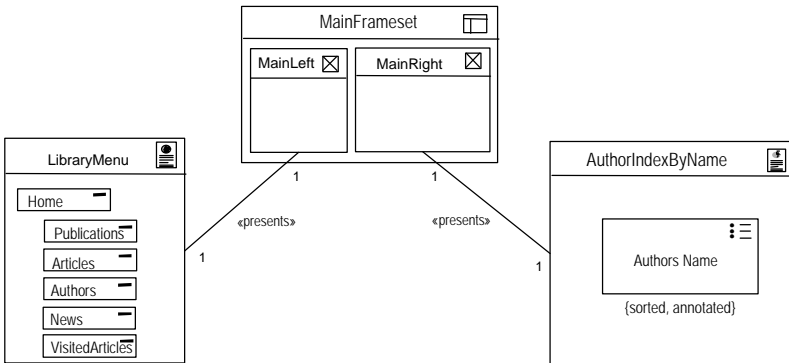 MainFrameset
MainLeft
MainRight
LibraryMenu
Home
Publications
Articles
Authors
News
VisitedArticles
1
1
«presents»
«presents»
1
1
AuthorIndexByName
Authors Name
{sorted, annotated}